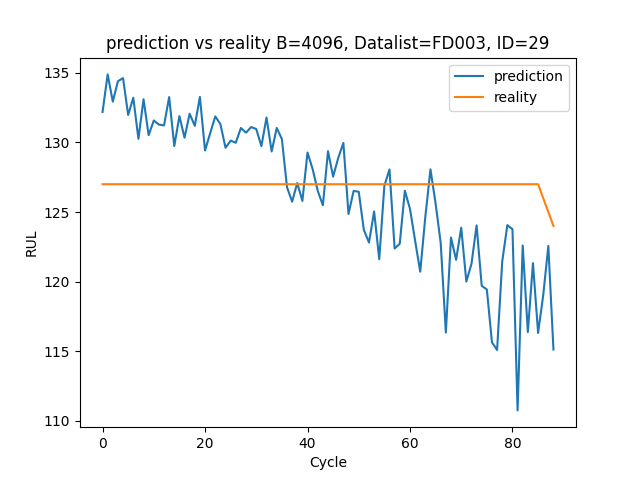 prediction vs reality B=4096, Datalist=FD003, ID=29
prediction
reality
135
130
125
120
115
110
RUL
0
20
40
60
80
Cycle